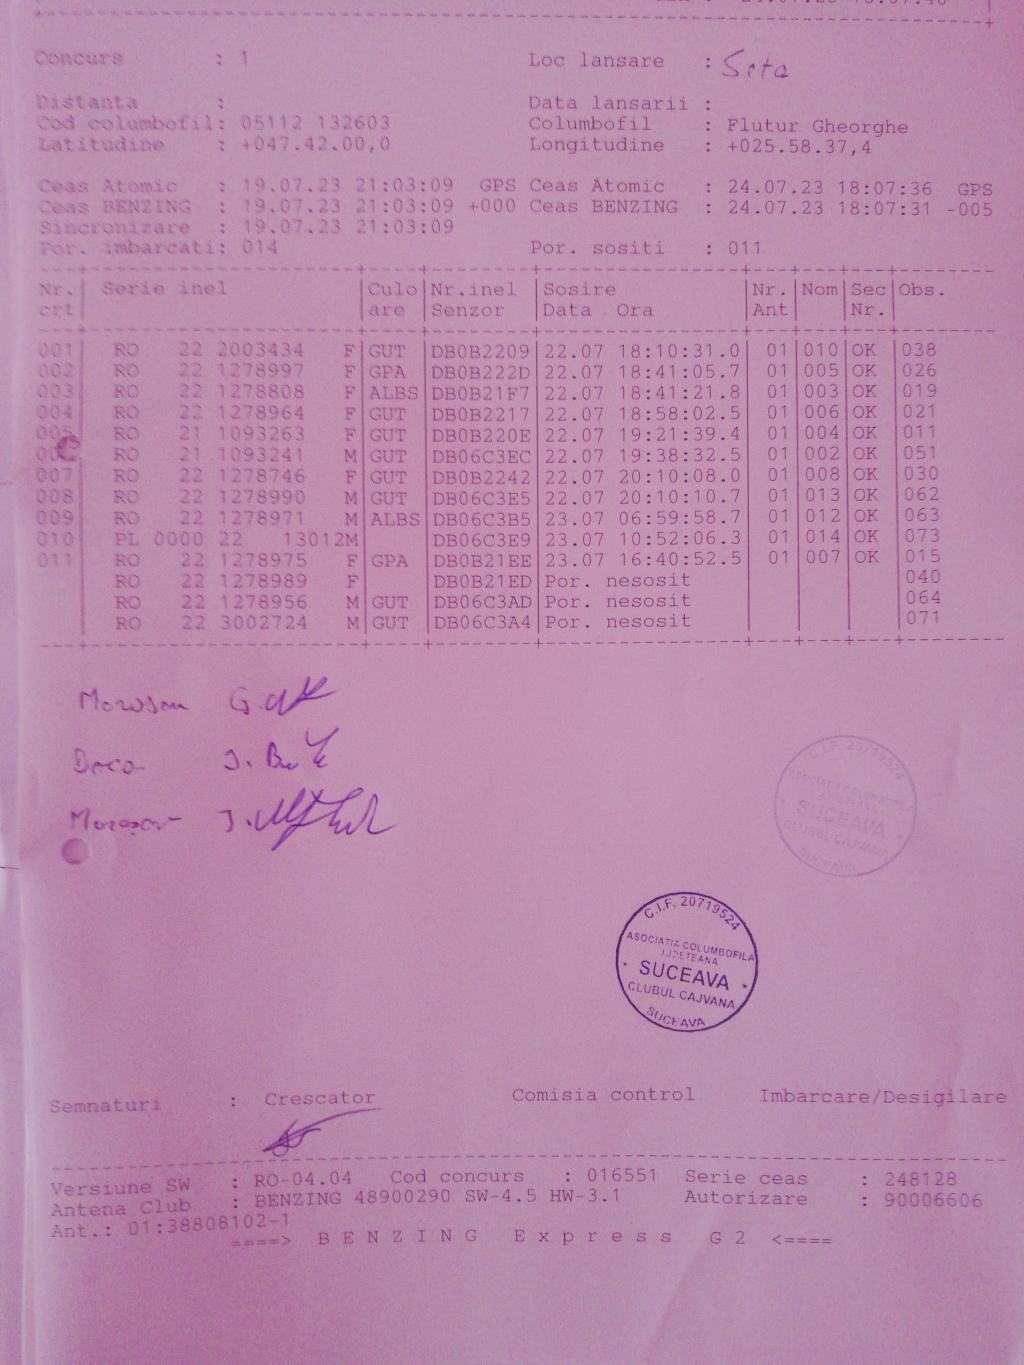 Concurs : 1 Loc lansare : Seta
Distanta : Data lansarii :
Cod columbofil: 05112 132603 Columbofil : Flutur Gheorghe
Latitudine : +047.42.00,0 Longitudine : +025.58.37,4
Ceas Atomic : 19.07.23 21:03:09 GPS Ceas Atomic : 24.07.23 18:07:36 GPS
Ceas BENZING : 19.07.23 21:03:09 +000 Ceas BENZING : 24.07.23 18:07:31 -005
Sincronizare : 19.07.23 21:03:09
Por. imbarcati: 014 Por. sositi : 011
Nr. Serie inel Culo Nr.inel Sosire Nr. Nom Sec Obs.
crt are Senzor Data Ora Ant Nr.
001 RO 22 2003434 F GUT DB0B2209 22.07 18:10:31.0 01 010 OK 038
002 RO 22 1278997 F GPA DB0B222D 22.07 18:41:05.7 01 005 OK 026
003 RO 22 1278808 F ALBS DB0B21F7 22.07 18:41:21.8 01 003 OK 019
004 RO 22 1278964 F GUT DB0B2217 22.07 18:58:02.5 01 006 OK 021
005 RO 21 1093263 F GUT DB0B220E 22.07 19:21:39.4 01 004 OK 011
006 RO 21 1093241 M GUT DB06C3EC 22.07 19:38:32.5 01 002 OK 051
007 RO 22 1278746 F GUT DB0B2242 22.07 20:10:08.0 01 008 OK 030
008 RO 22 1278990 M GUT DB06C3E5 22.07 20:10:10.7 01 013 OK 062
009 RO 22 1278971 M ALBS DB06C3B5 23.07 06:59:58.7 01 012 OK 063
010 PL 0000 22 13012M DB06C3E9 23.07 10:52:06.3 01 014 OK 073
011 RO 22 1278975 F GPA DB0B21EE 23.07 16:40:52.5 01 007 OK 015
RO 22 1278989 F DB0B21ED Por. nesosit 040
RO 22 1278956 M GUT DB06C3AD Por. nesosit 064
RO 22 3002724 M GUT DB06C3A4 Por. nesosit 071
Morosan G.
J.
J.
C.I.F. 20719524
ASOCIATIA COLUMBOFILA
JUDETEANA
SUCEAVA
CLUBUL CAJVANA
SUCEAVA
C.I.F. 20719524
ASOCIATIA COLUMBOFILA
JUDETEANA
SUCEAVA
CLUBUL CAJVANA
SUCEAVA
Semnaturi : Crescator Comisia control Imbarcare/Desigilare
Versiune SW : RO-04.04 Cod concurs : 016551 Serie ceas : 248128
Antena Club : BENZING 48900290 SW-4.5 HW-3.1 Autorizare : 90006606
Ant.: 01:38808102-1
====> B E N Z I N G E x p r e s s G 2 <====